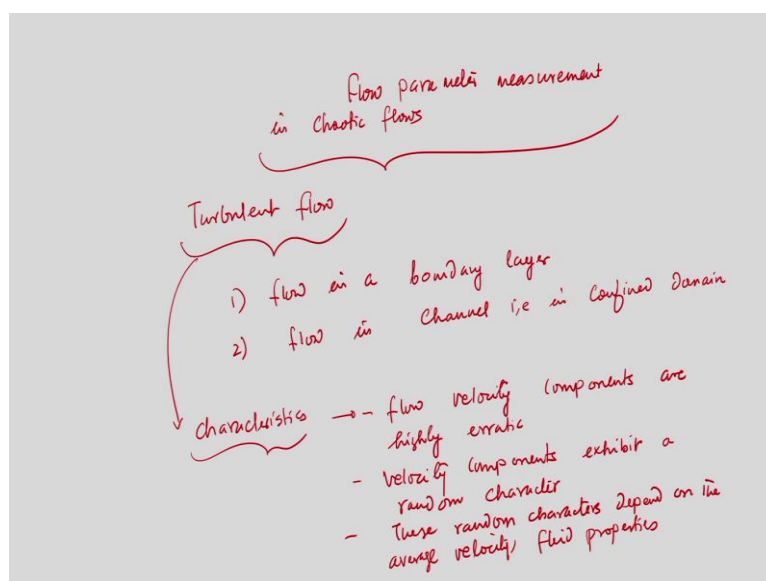 Flow parameter measurement
in Chaotic flows
Turbulent flow
1) flow in a boundary layer
2) flow in Channel i,e in Confined Domain
Characteristics → - flow velocity Components are
highly erratic
- velocity Components exhibit a
random character
- These random characters depend on the
average velocity, fluid properties